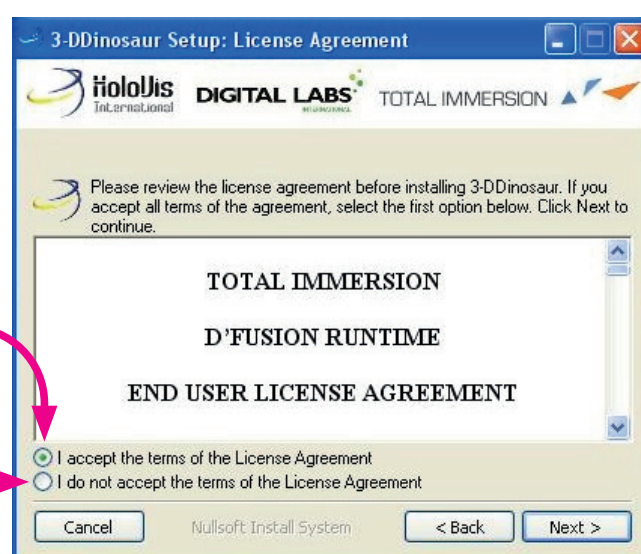 3-DDinosaur Setup: License Agreement
HoloVis
International
DIGITAL LABS
INTERNATIONAL
TOTAL IMMERSION
Please review the license agreement before installing 3-DDinosaur. If you
accept all terms of the agreement, select the first option below. Click Next to
continue.
TOTAL IMMERSION
D'FUSION RUNTIME
END USER LICENSE AGREEMENT
I accept the terms of the License Agreement
I do not accept the terms of the License Agreement
Cancel
Nullsoft Install System
< Back
Next >